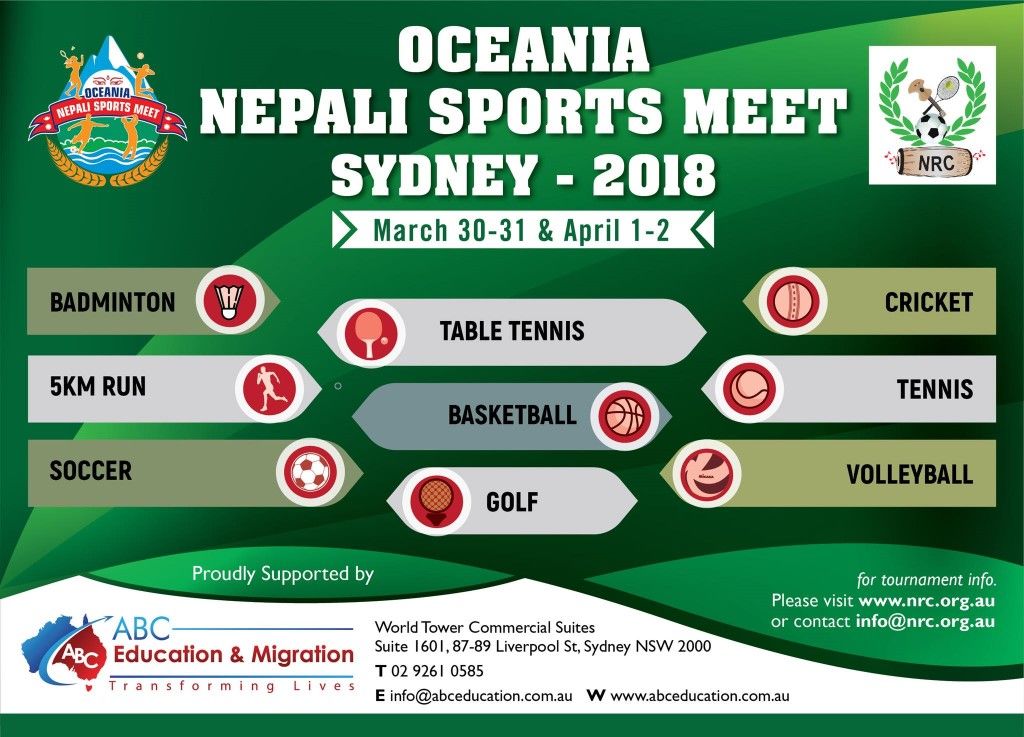 OCEANIA
NEPALI SPORTS MEET
SYDNEY - 2018
March 30-31 & April 1-2
OCEANIA
NEPALI SPORTS MEET
NRC
BADMINTON
TABLE TENNIS
CRICKET
5KM RUN
BASKETBALL
TENNIS
SOCCER
GOLF
VOLLEYBALL
MIKASA
Proudly Supported by
for tournament info.
Please visit www.nrc.org.au
or contact info@nrc.org.au
ABC
ABC
Education & Migration
Transforming Lives
World Tower Commercial Suites
Suite 1601, 87-89 Liverpool St, Sydney NSW 2000
T 02 9261 0585
E info@abceducation.com.au W www.abceducation.com.au